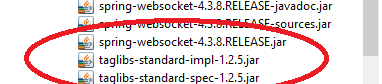 spring-websocket-4.3.8.RELEASE-javadoc.jar
spring-websocket-4.3.8.RELEASE-sources.jar
spring-websocket-4.3.8.RELEASE.jar
taglibs-standard-impl-1.2.5.jar
taglibs-standard-spec-1.2.5.jar